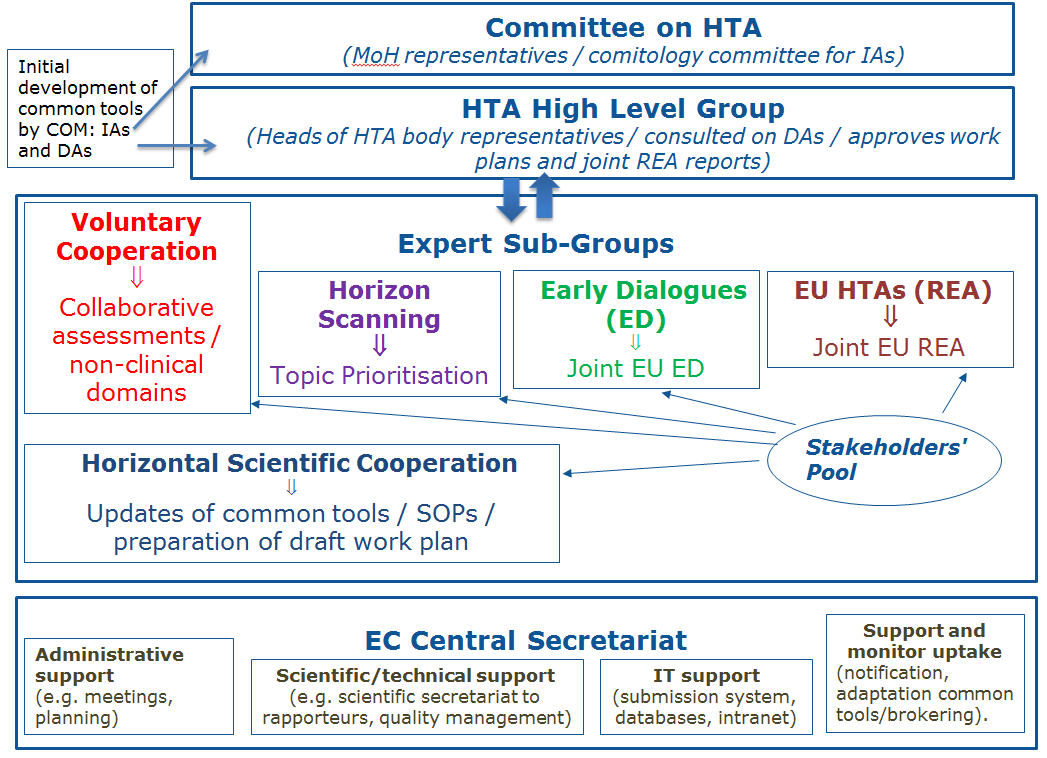 Committee on HTA
(MoH representatives / comitology committee for IAs)
Initial
development of
common tools
by COM: IAs
and DAs
HTA High Level Group
(Heads of HTA body representatives / consulted on DAs / approves work
plans and joint REA reports)
Expert Sub-Groups
Voluntary
Cooperation
⇓
Collaborative
assessments /
non-clinical
domains
Horizon
Scanning
⇓
Topic Prioritisation
Early Dialogues
(ED)
⇓
Joint EU ED
EU HTAs (REA)
⇓
Joint EU REA
Stakeholders'
Pool
Horizontal Scientific Cooperation
⇓
Updates of common tools / SOPs /
preparation of draft work plan
EC Central Secretariat
Administrative
support
(e.g. meetings,
planning)
Scientific/technical support
(e.g. scientific secretariat to
rapporteurs, quality management)
IT support
(submission system,
databases, intranet)
Support and
monitor uptake
(notification,
adaptation common
tools/brokering).